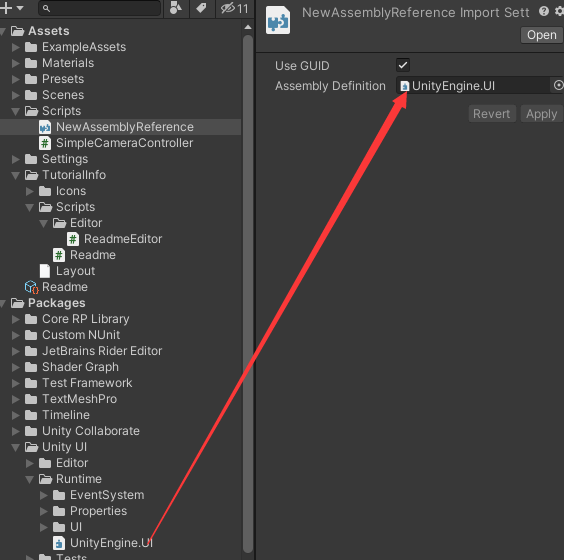 11
Assets
ExampleAssets
Materials
Presets
Scenes
Scripts
NewAssemblyReference
SimpleCameraController
Settings
TutorialInfo
Icons
Scripts
Editor
ReadmeEditor
Readme
Layout
Readme
Packages
Core RP Library
Custom NUnit
JetBrains Rider Editor
Shader Graph
Test Framework
TextMeshPro
Timeline
Unity Collaborate
Unity UI
Editor
Runtime
EventSystem
Properties
UI
UnityEngine.UI
Tests
NewAssemblyReference Import Sett
Open
Use GUID
Assembly Definition UnityEngine.UI
Revert Apply